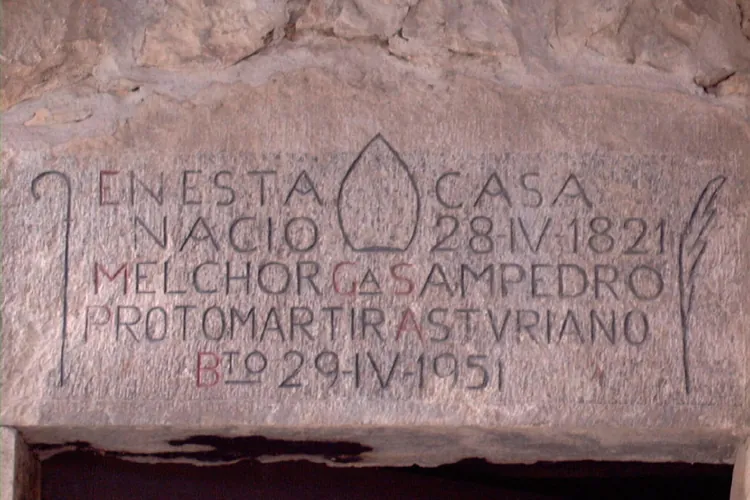 EN ESTA CASA
NACIO 28-IV-1821
MELCHOR GA SAMPEDRO
PROTOMARTIR ASTVRIANO
BTO 29-IV-1951